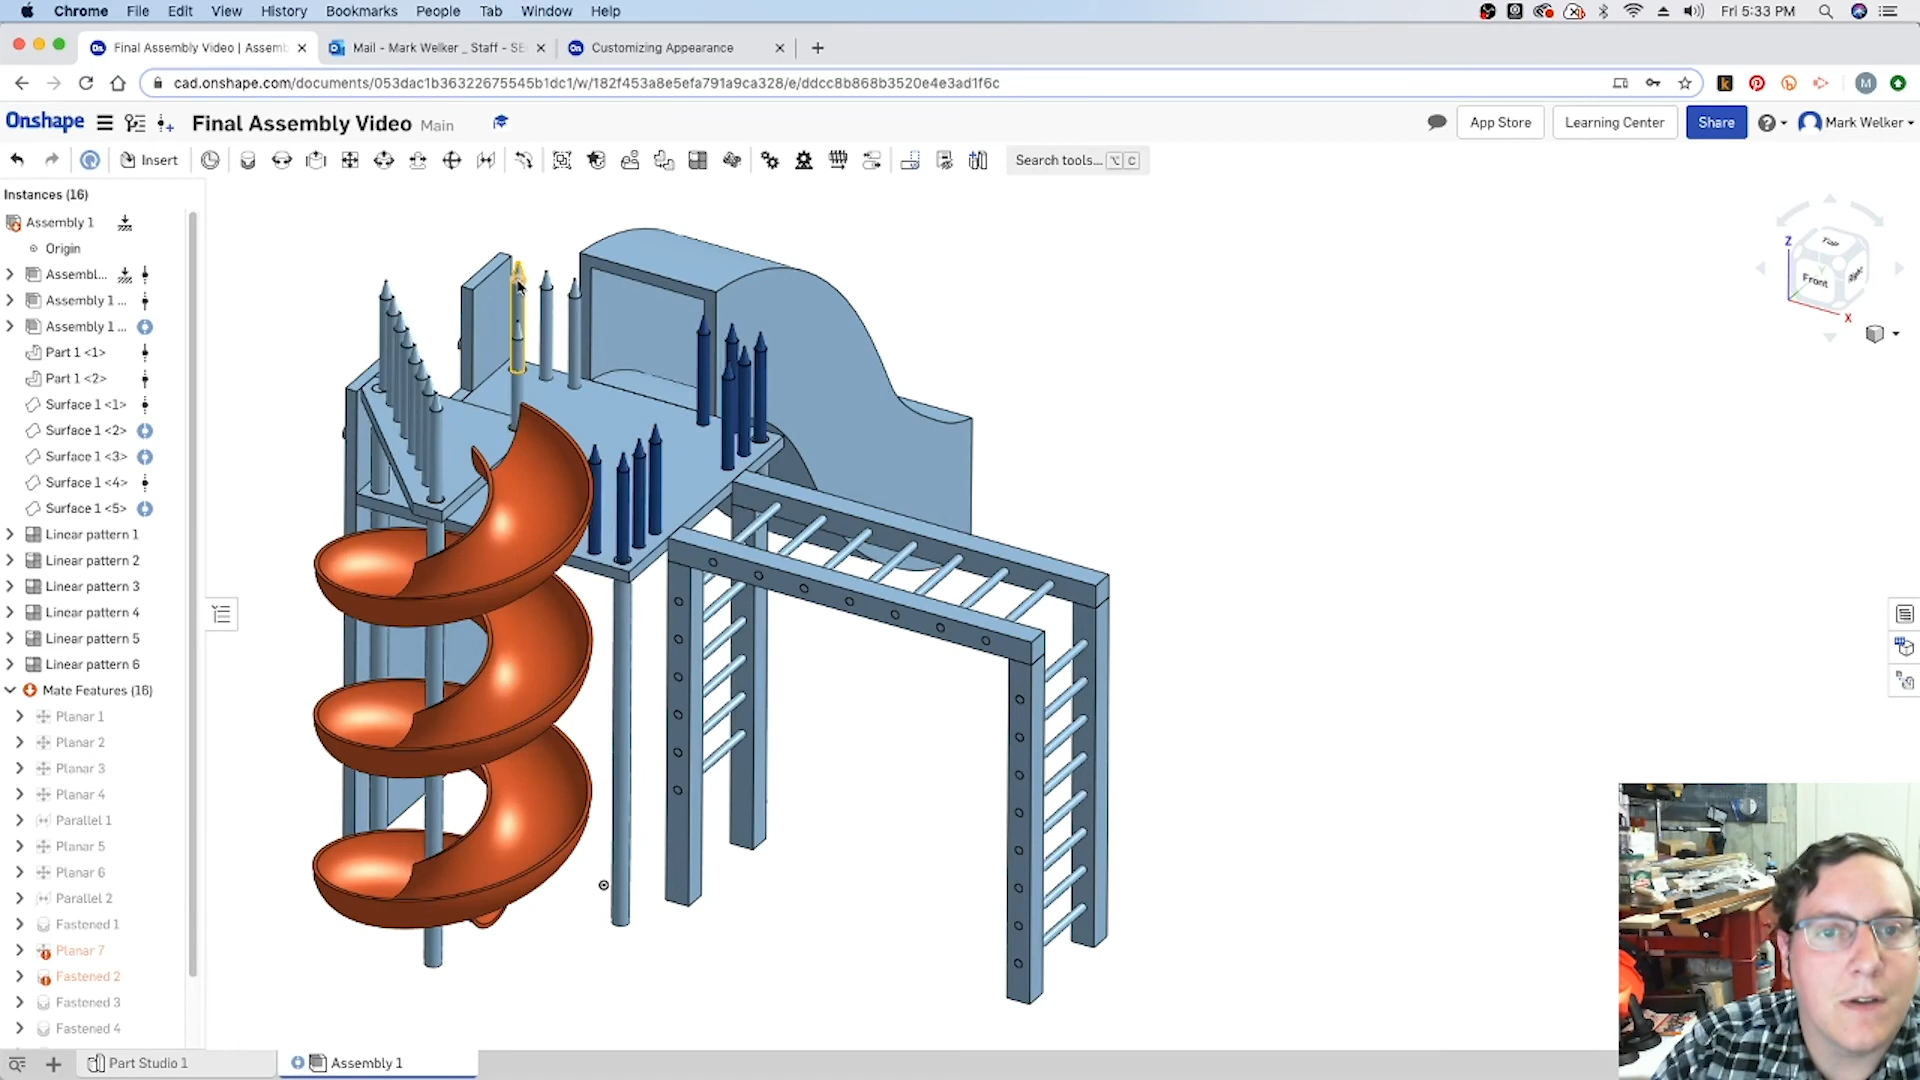 Chrome File Edit View History Bookmarks People Tab Window Help Fri 5:33 PM
Final Assembly Video | Assemb Mail - Mark Welker _ Staff - SE Customizing Appearance
cad.onshape.com/documents/053dac1b36322675545b1dc1/w/182f453a8e5efa791a9ca328/e/ddcc8b868b3520e4e3ad1f6c
Onshape Final Assembly Video Main App Store Learning Center Share Mark Welker
Insert Search tools... ⌥ C
Instances (16)
Assembly 1
Origin
Assembl...
Assembly 1 ...
Assembly 1 ...
Part 1 <1>
Part 1 <2>
Surface 1 <1>
Surface 1 <2>
Surface 1 <3>
Surface 1 <4>
Surface 1 <5>
Linear pattern 1
Linear pattern 2
Linear pattern 3
Linear pattern 4
Linear pattern 5
Linear pattern 6
Mate Features (16)
Planar 1
Planar 2
Planar 3
Planar 4
Parallel 1
Planar 5
Planar 6
Parallel 2
Fastened 1
Planar 7
Fastened 2
Fastened 3
Fastened 4
Part Studio 1 Assembly 1
Z
Top
Front
Right
Y
X